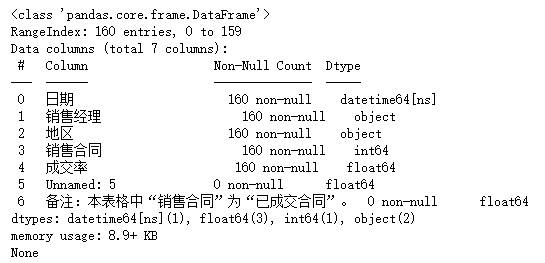 <class 'pandas.core.frame.DataFrame'>
RangeIndex: 160 entries, 0 to 159
Data columns (total 7 columns):
 #   Column                    Non-Null Count  Dtype
---  ------                    --------------  -----
 0   日期                        160 non-null    datetime64[ns]
 1   销售经理                      160 non-null    object
 2   地区                        160 non-null    object
 3   销售合同                      160 non-null    int64
 4   成交率                       160 non-null    float64
 5   Unnamed: 5                0 non-null      float64
 6   备注：本表格中“销售合同”为“已成交合同”。  0 non-null      float64
dtypes: datetime64[ns](1), float64(3), int64(1), object(2)
memory usage: 8.9+ KB
None